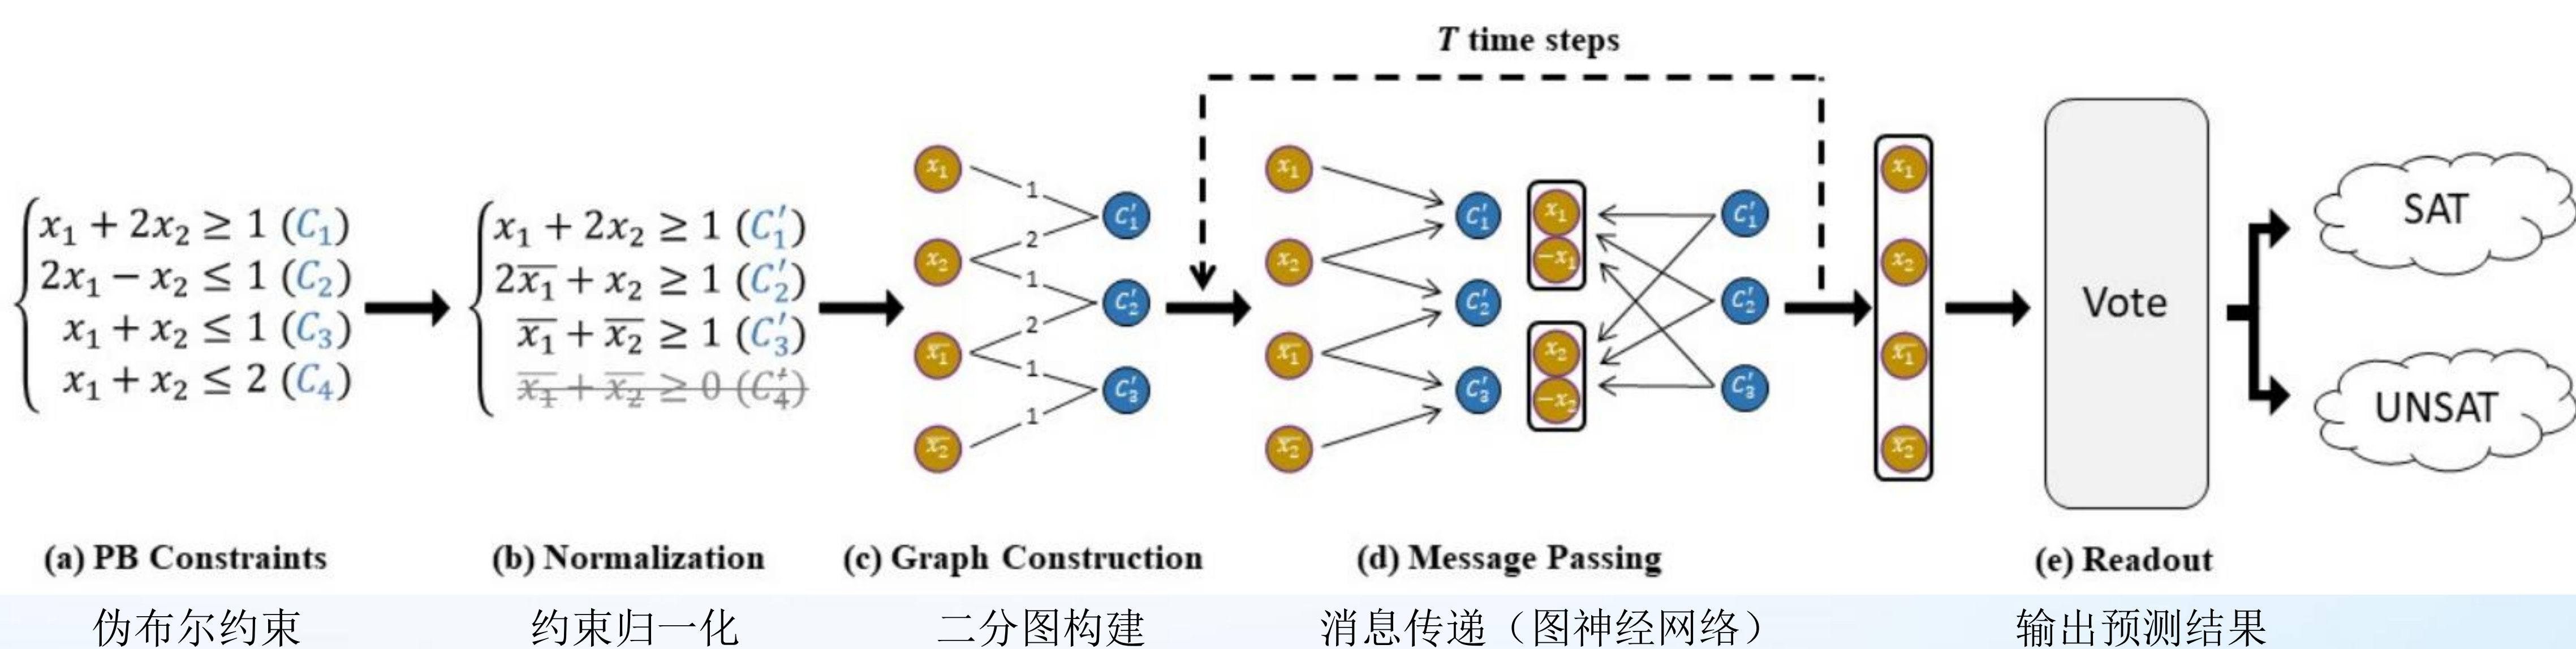 T time steps
x₁ + 2x₂ ≥ 1 (C₁)
2x₁ − x₂ ≤ 1 (C₂)
x₁ + x₂ ≤ 1 (C₃)
x₁ + x₂ ≤ 2 (C₄)
x₁ + 2x₂ ≥ 1 (C₁′)
2x̅₁ + x₂ ≥ 1 (C₂′)
x̅₁ + x̅₂ ≥ 1 (C₃′)
x̅₁ + x̅₂ ≥ 0 (C₄′)
x₁
x₂
x̅₁
x̅₂
1
2
1
2
1
1
C₁′
C₂′
C₃′
x₁
x₂
x̅₁
x̅₂
C₁′
C₂′
C₃′
x₁
−x₁
x₂
−x₂
C₁′
C₂′
C₃′
x₁
x₂
x̅₁
x̅₂
Vote
SAT
UNSAT
(a) PB Constraints
(b) Normalization
(c) Graph Construction
(d) Message Passing
(e) Readout
伪布尔约束
约束归一化
二分图构建
消息传递（图神经网络）
输出预测结果